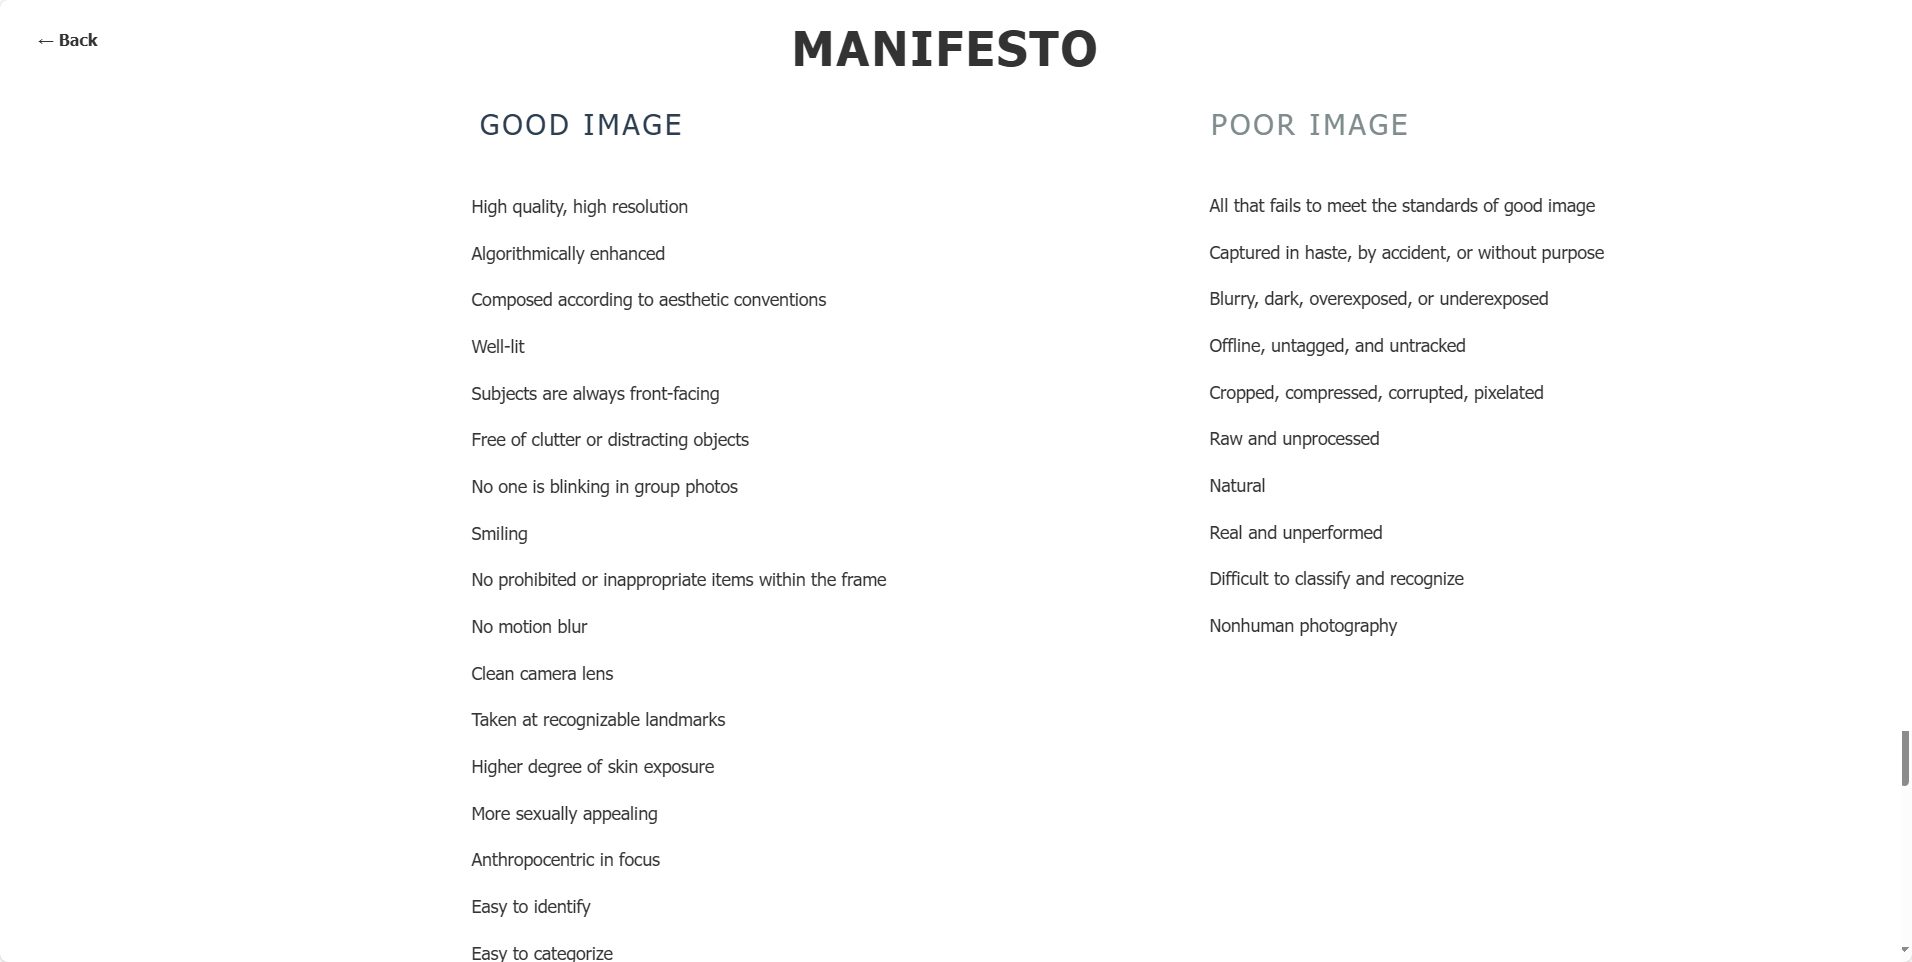 ← Back
MANIFESTO
GOOD IMAGE
High quality, high resolution
Algorithmically enhanced
Composed according to aesthetic conventions
Well-lit
Subjects are always front-facing
Free of clutter or distracting objects
No one is blinking in group photos
Smiling
No prohibited or inappropriate items within the frame
No motion blur
Clean camera lens
Taken at recognizable landmarks
Higher degree of skin exposure
More sexually appealing
Anthropocentric in focus
Easy to identify
Easy to categorize
POOR IMAGE
All that fails to meet the standards of good image
Captured in haste, by accident, or without purpose
Blurry, dark, overexposed, or underexposed
Offline, untagged, and untracked
Cropped, compressed, corrupted, pixelated
Raw and unprocessed
Natural
Real and unperformed
Difficult to classify and recognize
Nonhuman photography